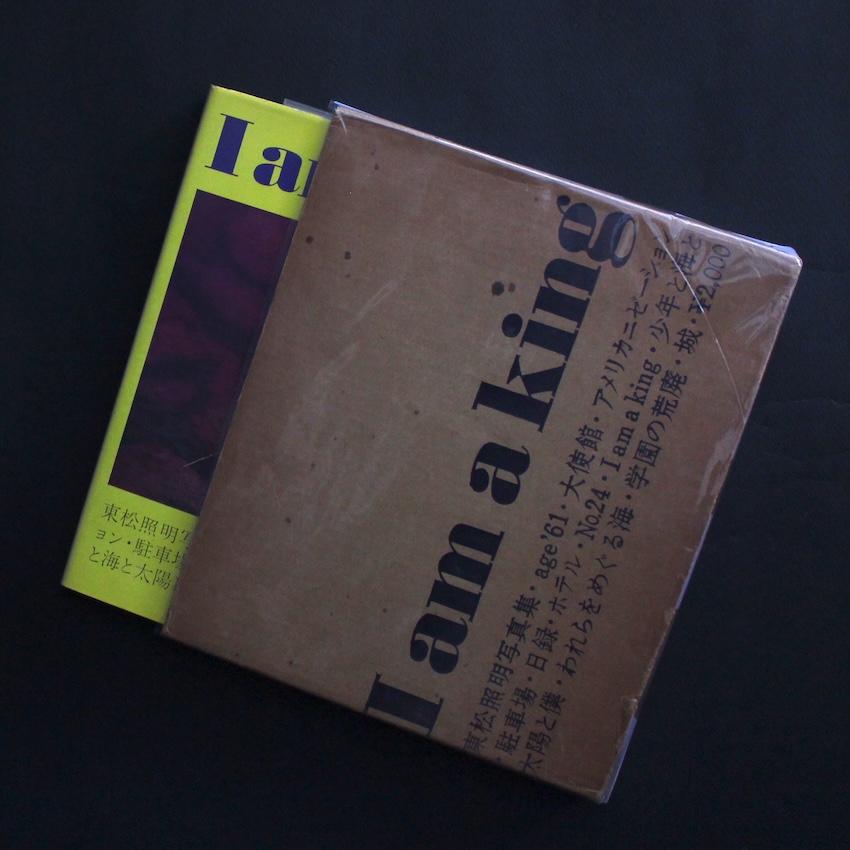 I am
東松照明写
ョン・駐車場
と海と太陽
I am a king
東松照明写真集・age'61・大使館・アメリカニゼーション
・駐車場・日録・ホテル・No.24・I am a king・少年と海と
太陽と僕・われらをめぐる海・学園の荒廃・城・¥2,000